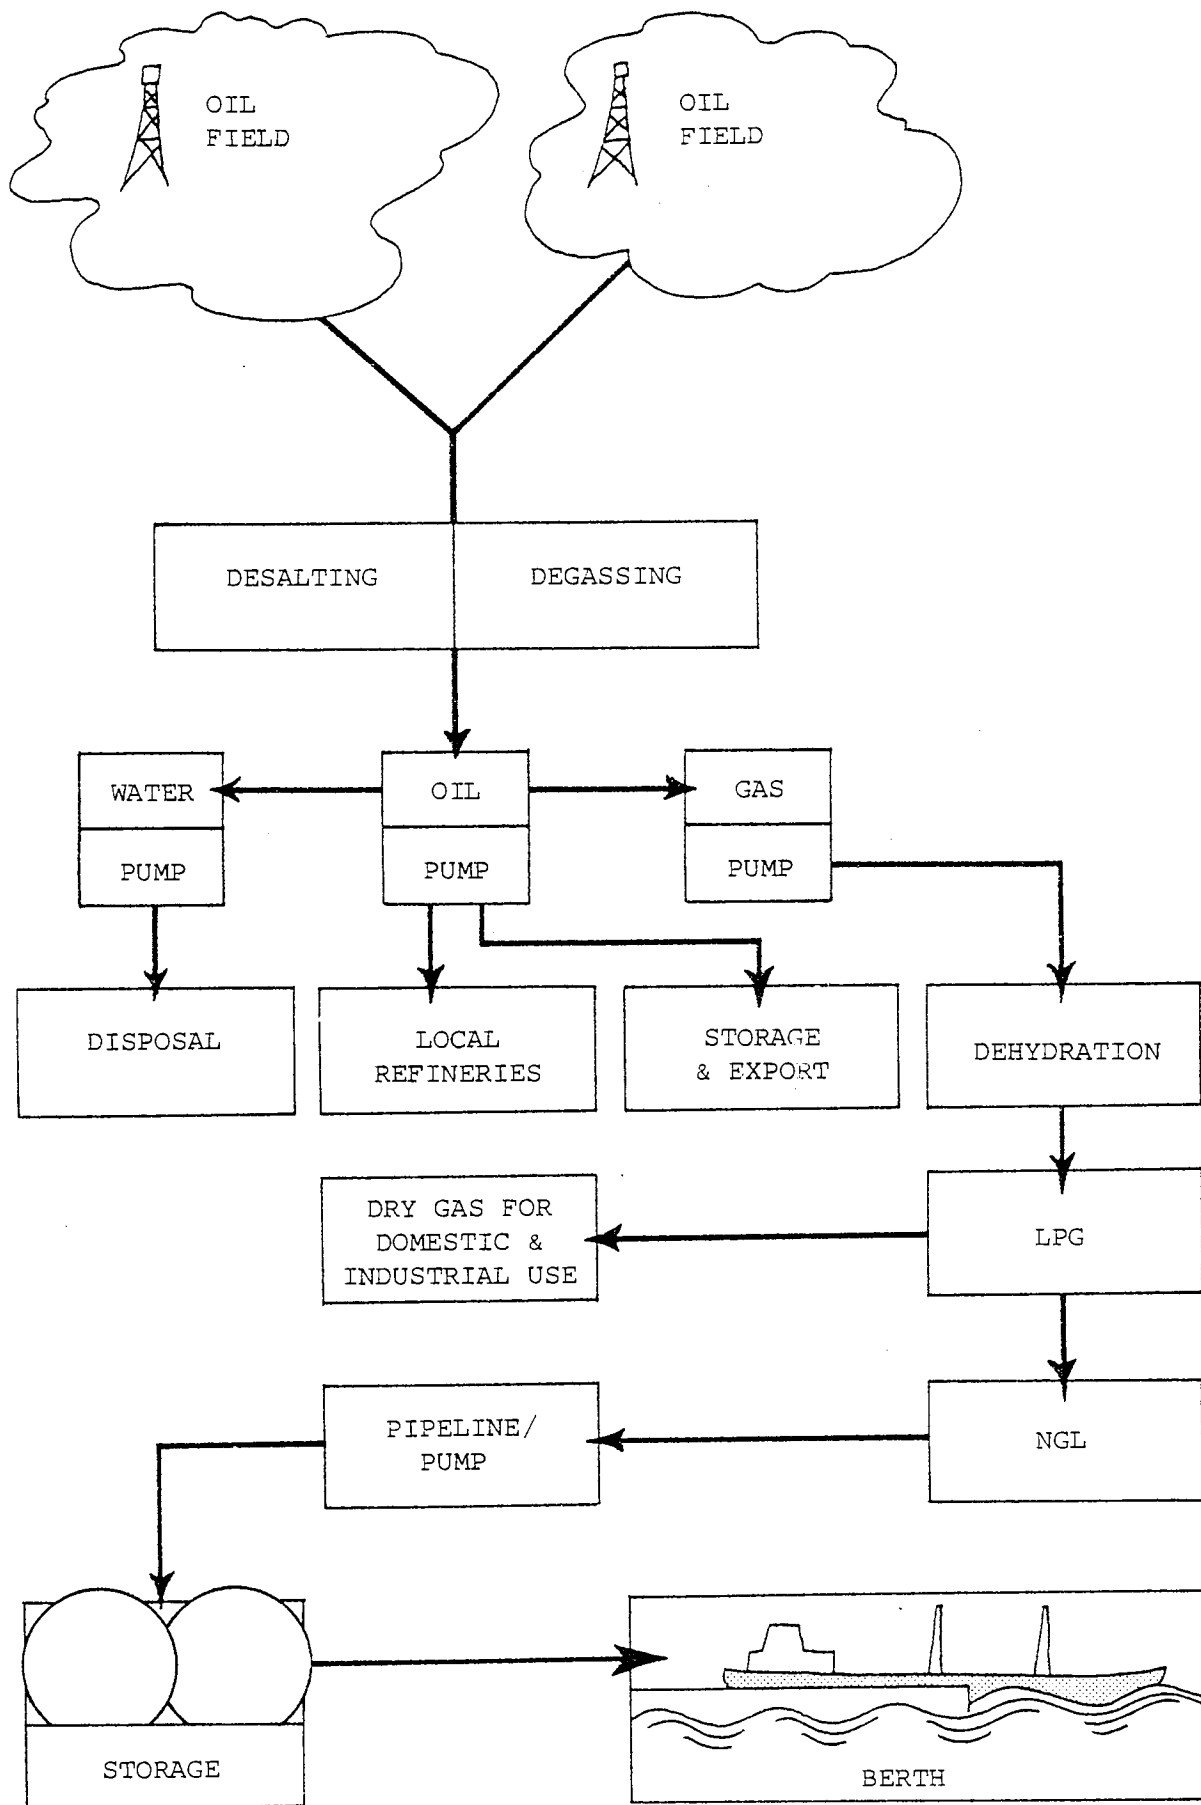 OIL
FIELD
OIL
FIELD
DESALTING
DEGASSING
WATER
OIL
GAS
PUMP
PUMP
PUMP
DISPOSAL
LOCAL
REFINERIES
STORAGE
& EXPORT
DEHYDRATION
DRY GAS FOR
DOMESTIC &
INDUSTRIAL USE
LPG
PIPELINE/
PUMP
NGL
STORAGE
BERTH